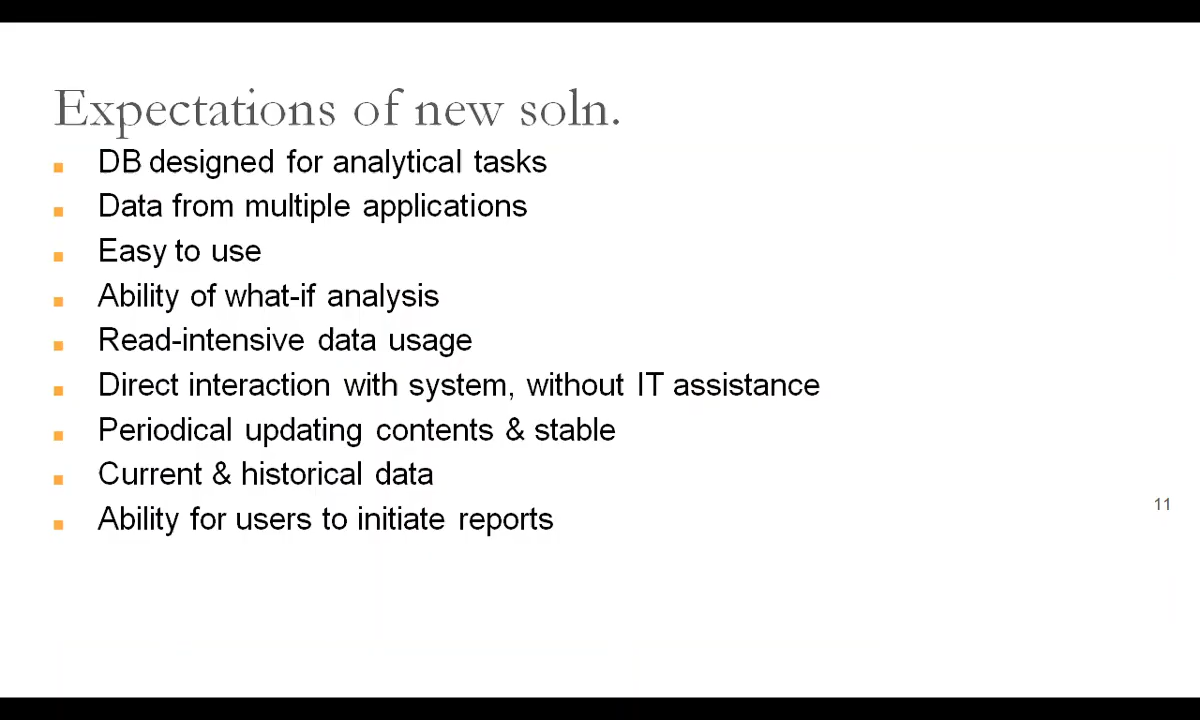 Expectations of new soln.
DB designed for analytical tasks
Data from multiple applications
Easy to use
Ability of what-if analysis
Read-intensive data usage
Direct interaction with system, without IT assistance
Periodical updating contents & stable
Current & historical data
11
Ability for users to initiate reports